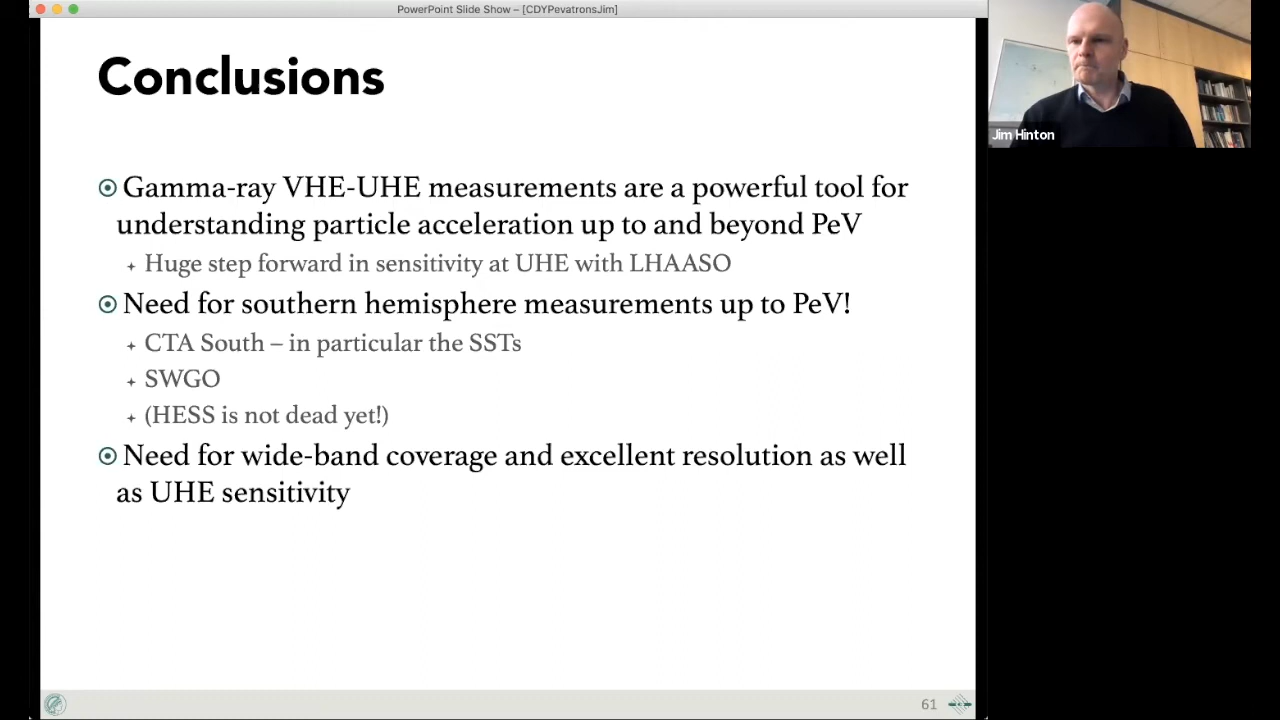 PowerPoint Slide Show – [CDYPevatronsJim]
Conclusions
Gamma-ray VHE-UHE measurements are a powerful tool for
understanding particle acceleration up to and beyond PeV
Huge step forward in sensitivity at UHE with LHAASO
Need for southern hemisphere measurements up to PeV!
CTA South – in particular the SSTs
SWGO
(HESS is not dead yet!)
Need for wide-band coverage and excellent resolution as well
as UHE sensitivity
61
Jim Hinton